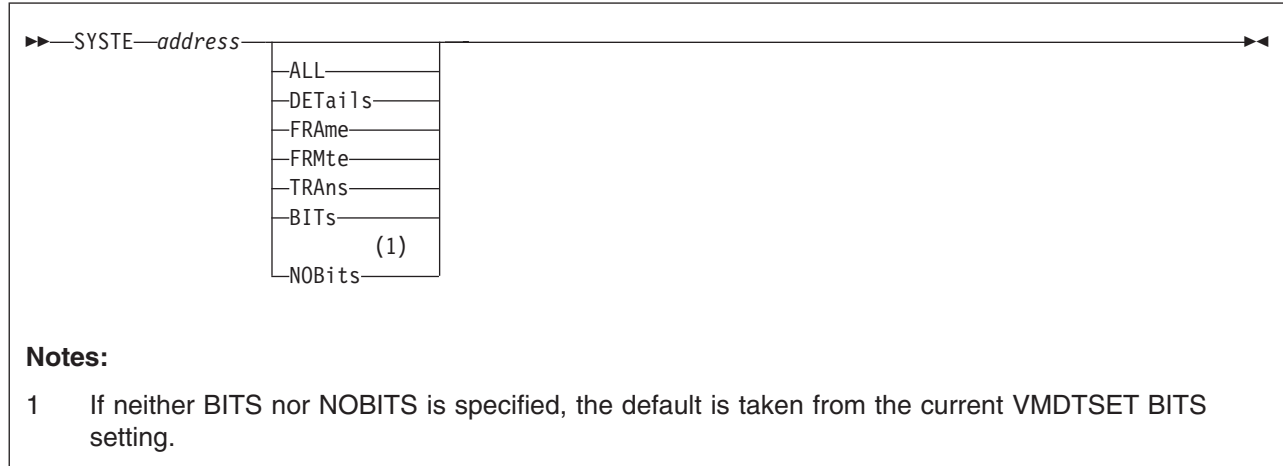 SYSTE address
ALL
DETails
FRAme
FRMte
TRAns
BITs
(1)
NOBits
Notes:
1 If neither BITS nor NOBITS is specified, the default is taken from the current VMDTSET BITS
setting.